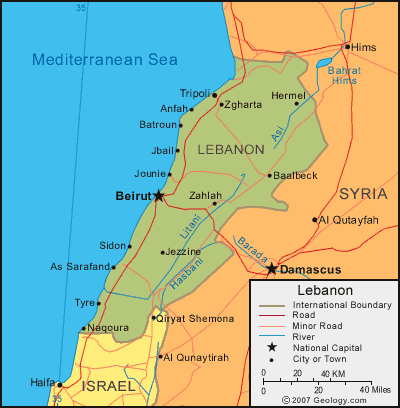 35
Mediterranean Sea
Hims
Bahrat
Hims
Tripoli
Zgharta
Hermel
Anfah
Batroun
Asi
Jbail
LEBANON
Jounie
Baalbeck
Beirut
Zahlah
SYRIA
Litani
Al Qutayfah
Sidon
Jezzine
Barada
Hasbani
As Sarafand
Damascus
Tyre
Naqoura
Qiryat Shemona
Al Qunaytirah
Haifa
ISRAEL
35
Lebanon
International Boundary
Road
Minor Road
River
National Capital
City or Town
0 20 40 KM
0 20 40 Miles
© 2007 Geology.com